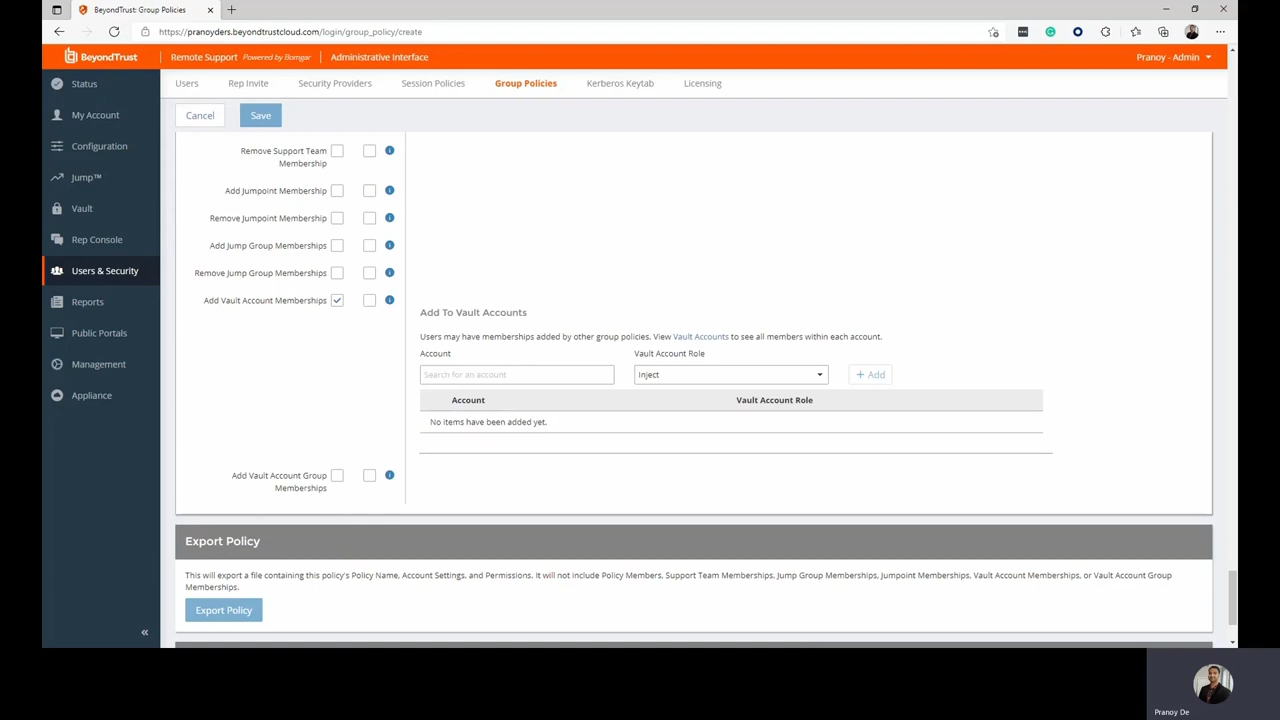 BeyondTrust: Group Policies
https://pranoyders.beyondtrustcloud.com/login/group_policy/create
BeyondTrust
Remote Support Powered by Bomgar
Administrative Interface
Pranoy - Admin
Status
My Account
Configuration
Jump™
Vault
Rep Console
Users & Security
Reports
Public Portals
Management
Appliance
«
Users
Rep Invite
Security Providers
Session Policies
Group Policies
Kerberos Keytab
Licensing
Cancel
Save
Remove Support Team
Membership
Add Jumpoint Membership
Remove Jumpoint Membership
Add Jump Group Memberships
Remove Jump Group Memberships
Add Vault Account Memberships
Add To Vault Accounts
Users may have memberships added by other group policies. View Vault Accounts to see all members within each account.
Account
Vault Account Role
Search for an account
Inject
+ Add
Account
Vault Account Role
No items have been added yet.
Add Vault Account Group
Memberships
Export Policy
This will export a file containing this policy's Policy Name, Account Settings, and Permissions. It will not include Policy Members, Support Team Memberships, Jump Group Memberships, Jumpoint Memberships, Vault Account Memberships, or Vault Account Group
Memberships.
Export Policy
Pranoy De